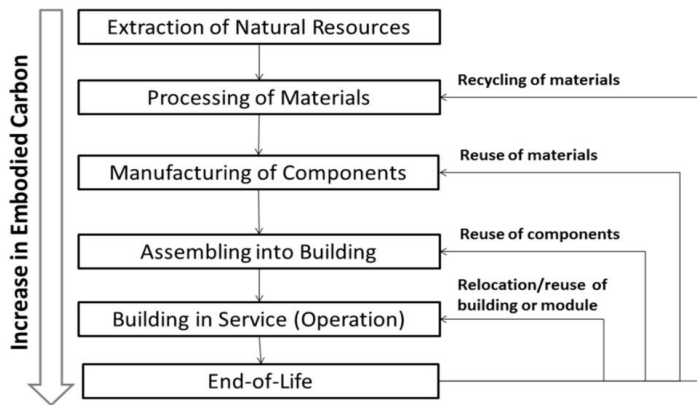 Increase in Embodied Carbon
Extraction of Natural Resources
Processing of Materials
Recycling of materials
Manufacturing of Components
Reuse of materials
Assembling into Building
Reuse of components
Building in Service (Operation)
Relocation/reuse of
building or module
End-of-Life